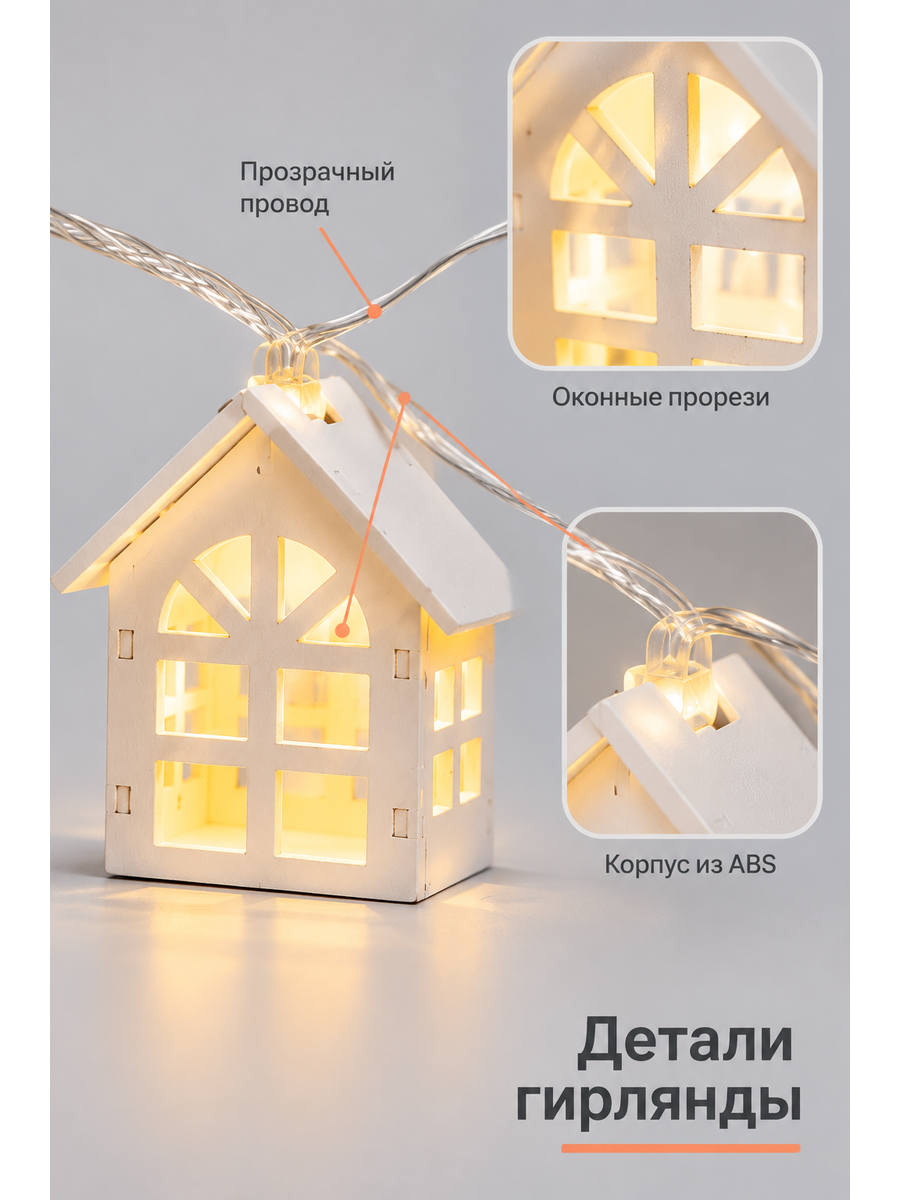 Прозрачный
провод
Оконные прорези
Корпус из ABS
Детали
гирлянды